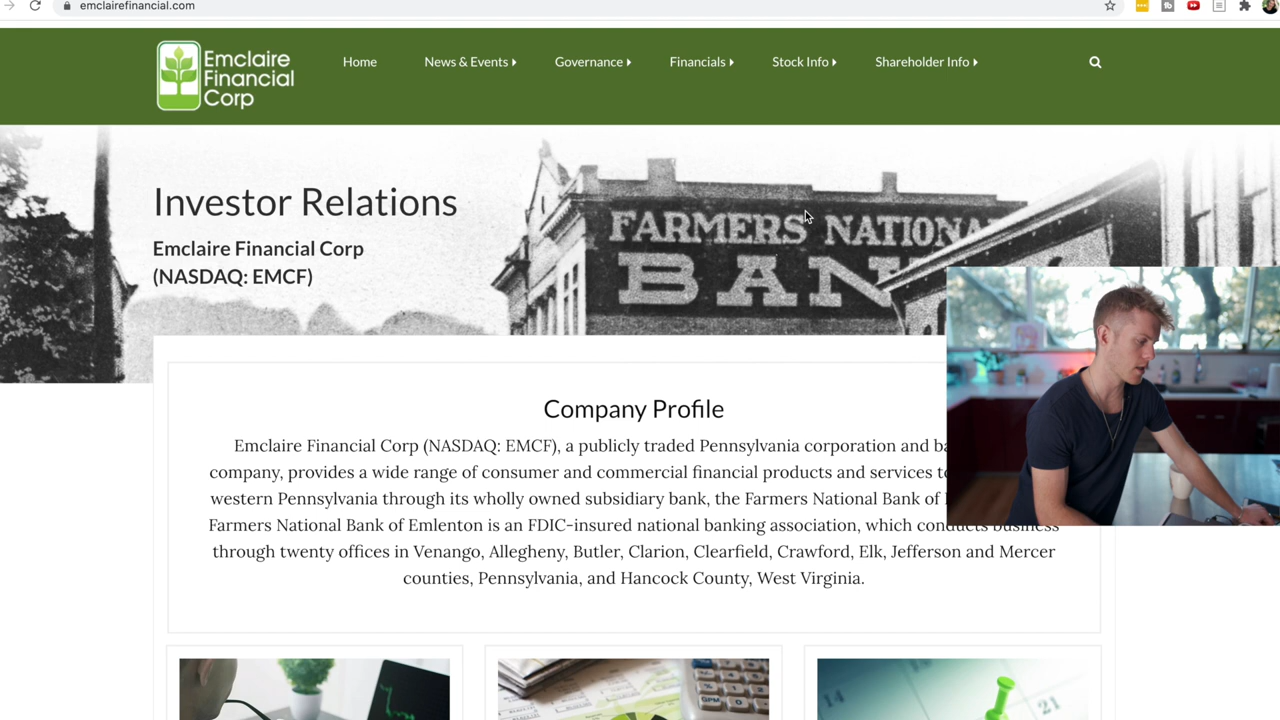 emclairefinancial.com
Emclaire
Financial
Corp
Home
News & Events
Governance
Financials
Stock Info
Shareholder Info
Investor Relations
Emclaire Financial Corp
(NASDAQ: EMCF)
FARMERS NATIONA
BAN
Company Profile
Emclaire Financial Corp (NASDAQ: EMCF), a publicly traded Pennsylvania corporation and ba
company, provides a wide range of consumer and commercial financial products and services to
western Pennsylvania through its wholly owned subsidiary bank, the Farmers National Bank of
Farmers National Bank of Emlenton is an FDIC-insured national banking association, which conducts business
through twenty offices in Venango, Allegheny, Butler, Clarion, Clearfield, Crawford, Elk, Jefferson and Mercer
counties, Pennsylvania, and Hancock County, West Virginia.
14
21